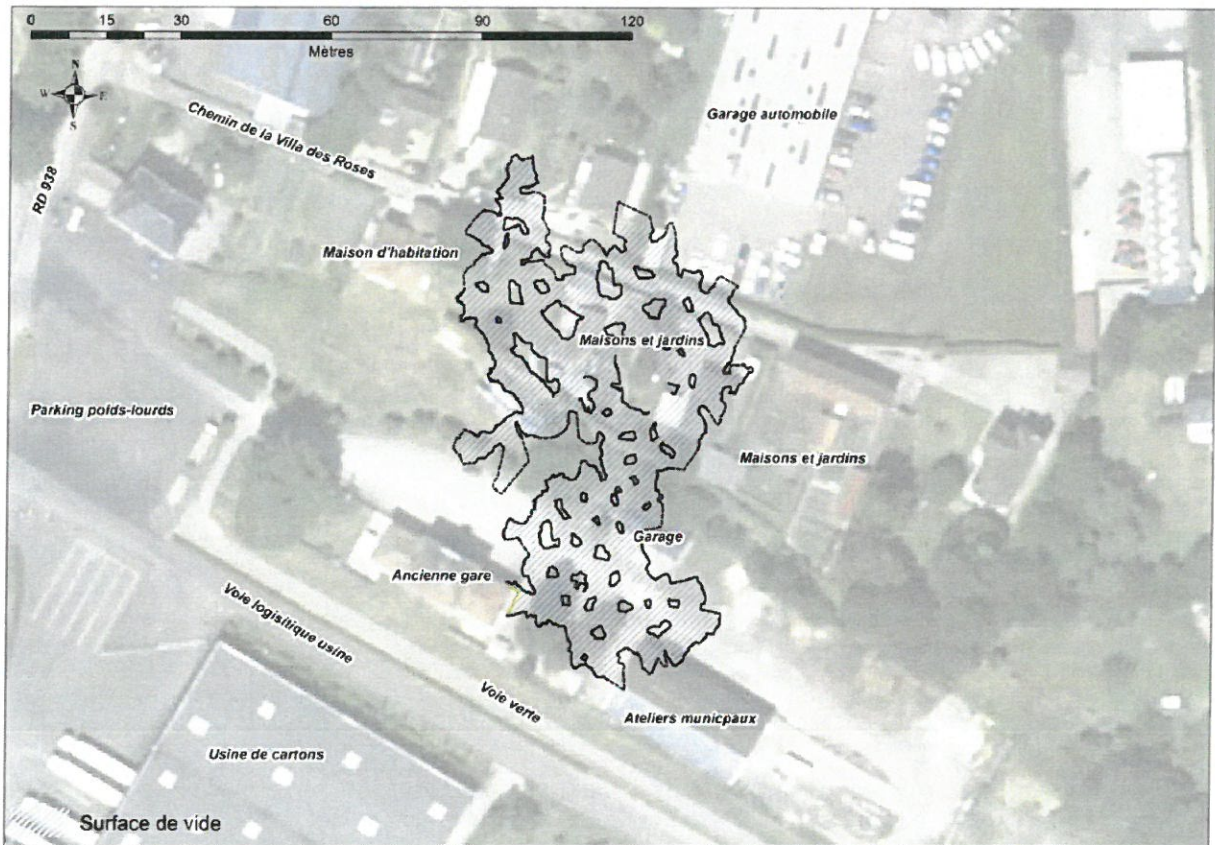 0 15 30 60 90 120
Mètres
N
W E
S
Chemin de la Villa des Roses
RD 938
Garage automobile
Maison d'habitation
Maisons et jardins
Parking poids-lourds
Maisons et jardins
Garage
Ancienne gare
Voie logisitique usine
Voie verte
Ateliers municpaux
Usine de cartons
Surface de vide